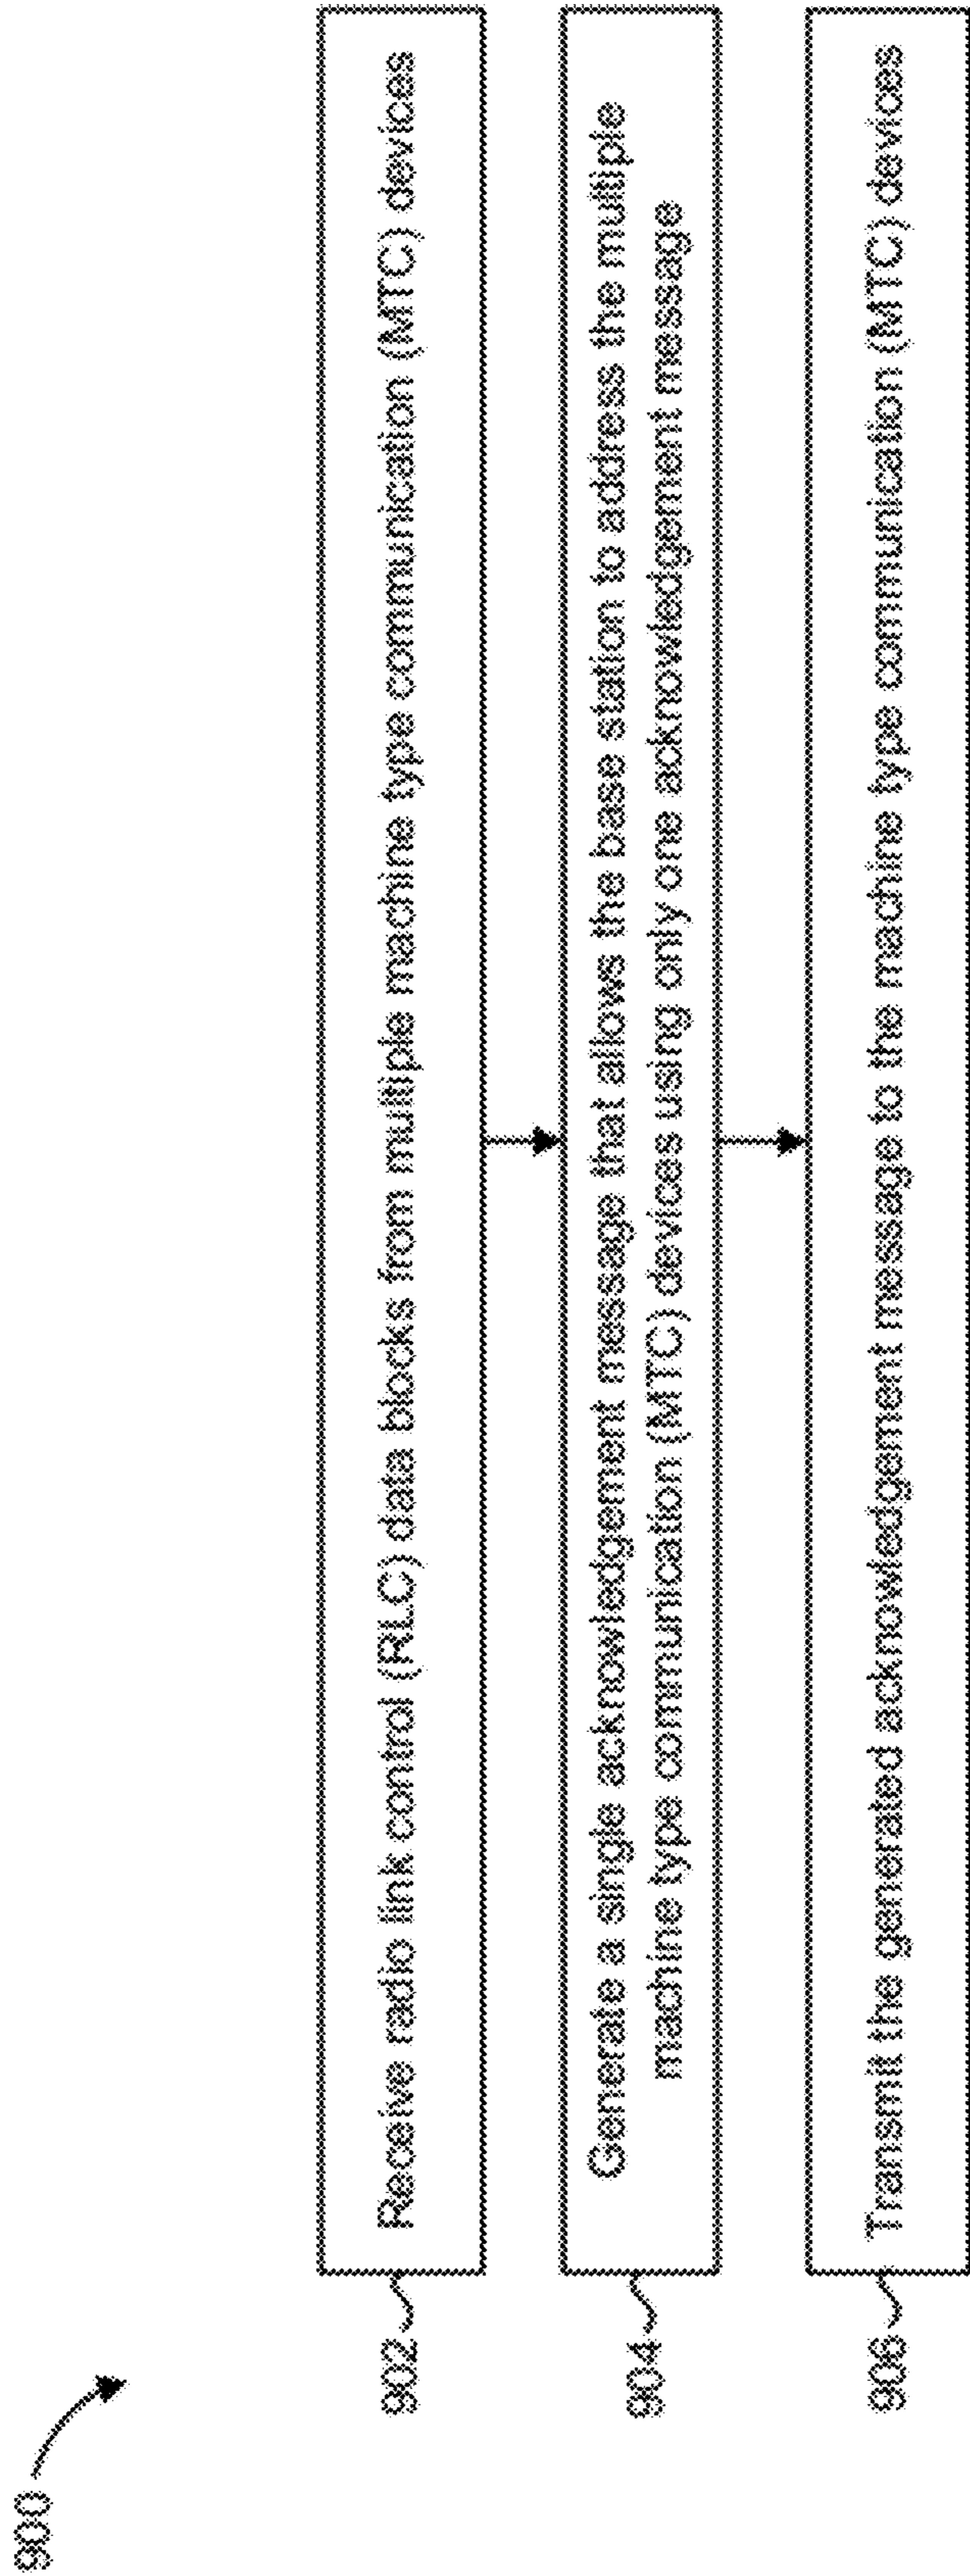 900
902
Receive radio link control (RLC) data blocks from multiple machine type communication (MTC) devices
904
Generate a single acknowledgement message that allows the base station to address the multiple
machine type communication (MTC) devices using only one acknowledgement message
906
Transmit the generated acknowledgement message to the machine type communication (MTC) devices